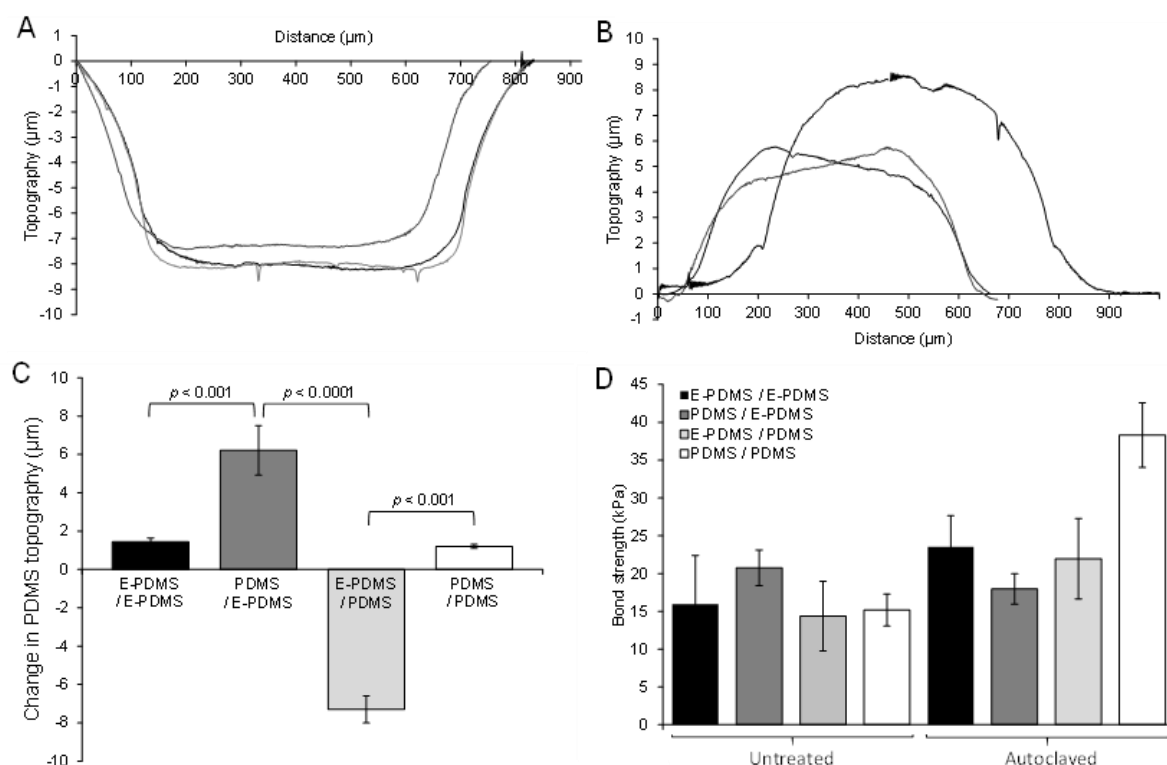 A
Distance (µm)
1
0
0 100 200 300 400 500 600 700 800 900
-1
-2
-3
-4
-5
-6
-7
-8
-9
-10
Topography (µm)
B
10
9
8
7
6
5
4
3
2
1
0
-1
0 100 200 300 400 500 600 700 800 900
Topography (µm)
Distance (µm)
C
10
8
6
4
2
0
-2
-4
-6
-8
-10
Change in PDMS topography (µm)
p < 0.001
p < 0.0001
p < 0.001
E-PDMS
/ E-PDMS
PDMS
/ E-PDMS
E-PDMS
/ PDMS
PDMS
/ PDMS
D
E-PDMS / E-PDMS
PDMS / E-PDMS
E-PDMS / PDMS
PDMS / PDMS
45
40
35
30
25
20
15
10
5
0
Bond strength (kPa)
Untreated
Autoclaved